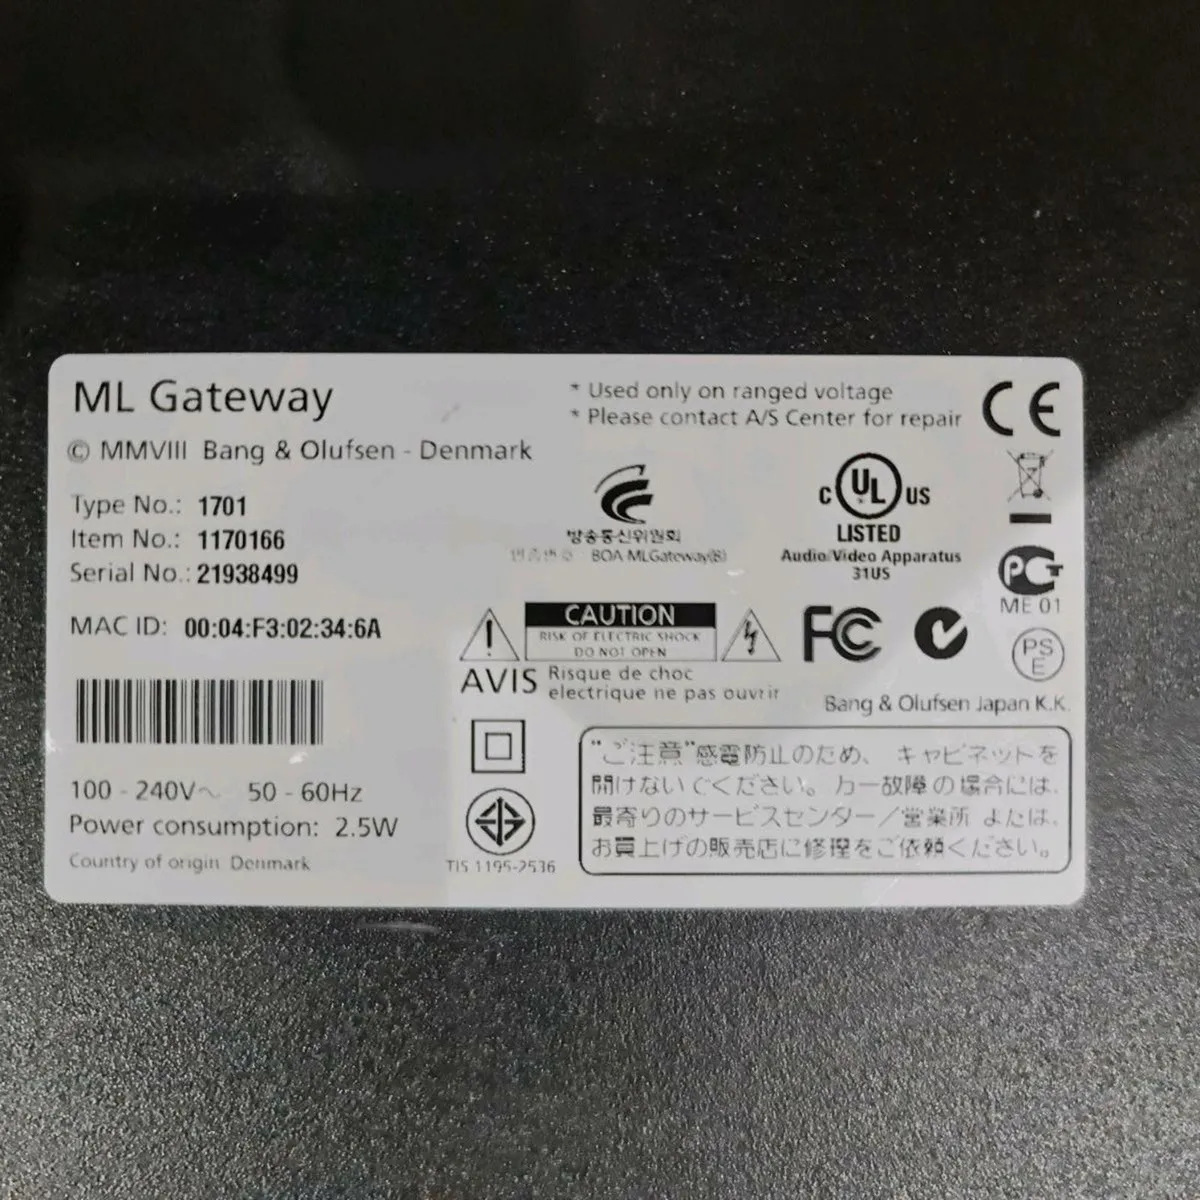 ML Gateway
© MMVIII Bang & Olufsen - Denmark
Type No.: 1701
Item No.: 1170166
Serial No.: 21938499
MAC ID: 00:04:F3:02:34:6A
100 - 240V~ 50 - 60Hz
Power consumption: 2.5W
Country of origin Denmark
* Used only on ranged voltage
* Please contact A/S Center for repair
CE
방송통신위원회
BOA-MLGateway(B)
C UL US
LISTED
Audio/Video Apparatus
31US
PCT
ME 01
CAUTION
RISK OF ELECTRIC SHOCK
DO NOT OPEN
AVIS Risque de choc
electrique ne pas ouvrir
FC
PS
E
Bang & Olufsen Japan K.K.
TIS 1195-2536
"ご注意"感電防止のため、 キャビネットを
開けないでください。万一故障の場合には、
最寄りのサービスセンター／営業所 または、
お買上げの販売店に修理をご依頼ください。